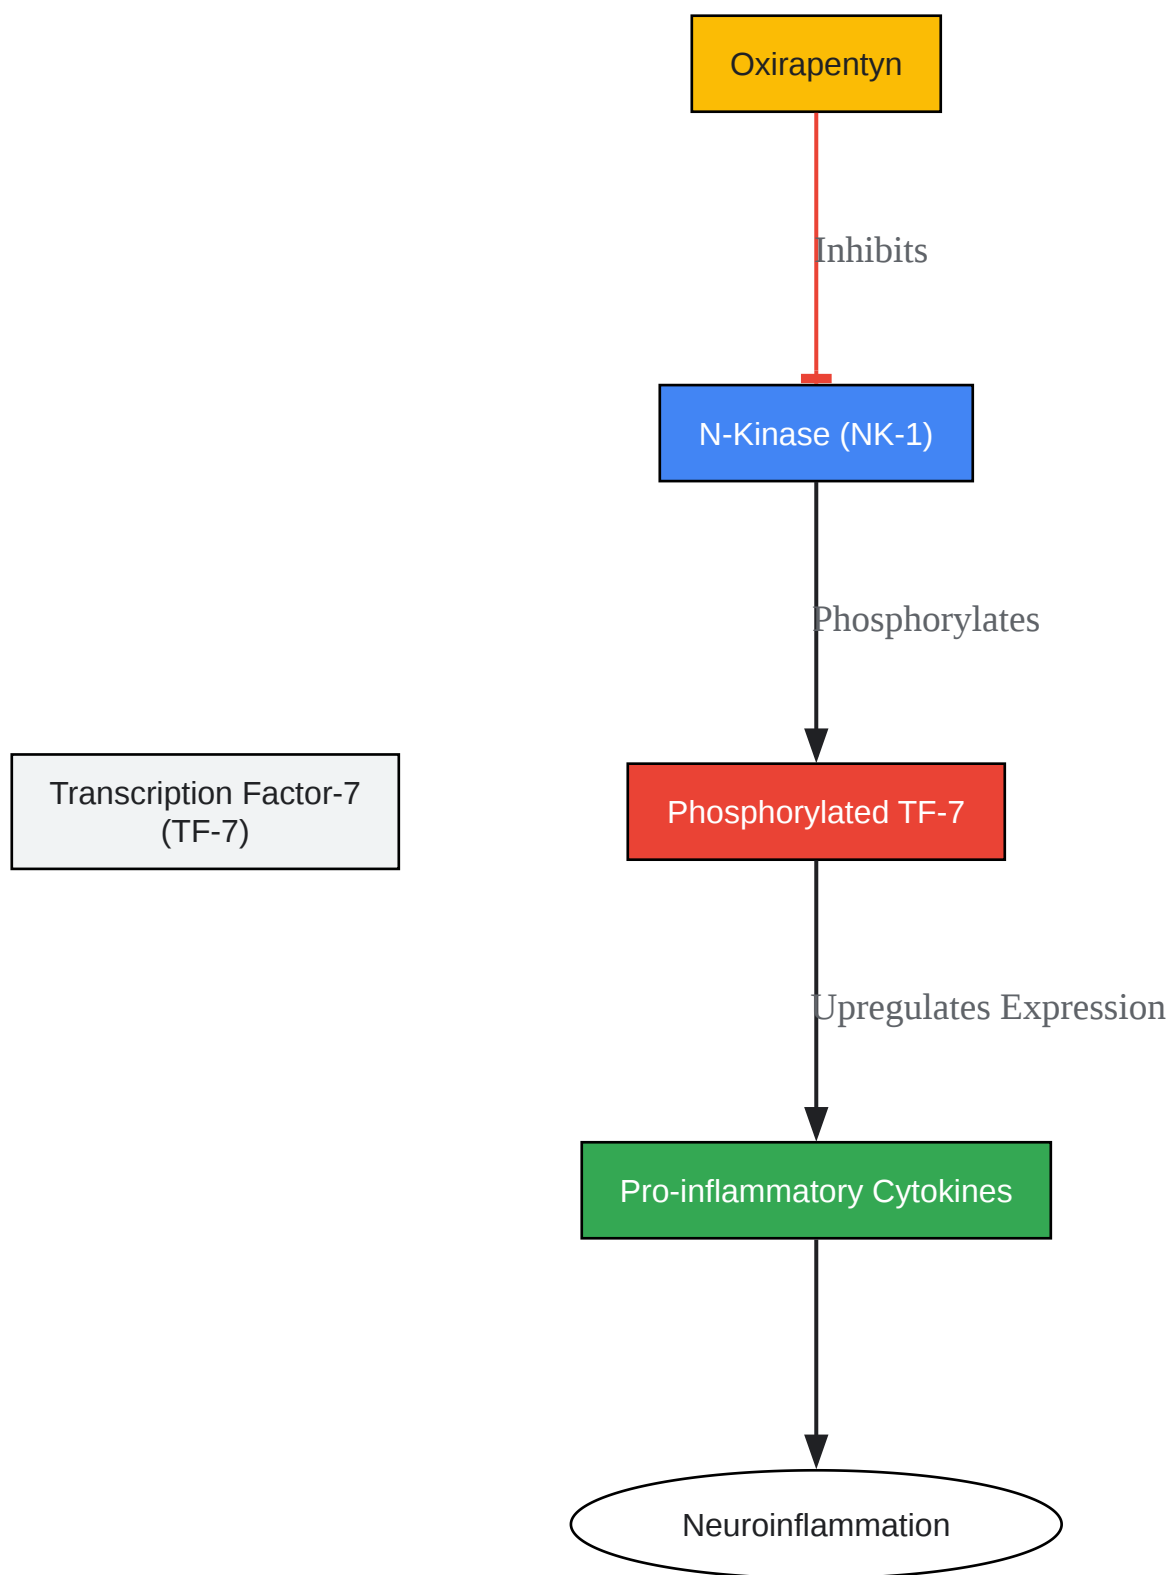 Oxirapentyn
Inhibits
N-Kinase (NK-1)
Phosphorylates
Transcription Factor-7
(TF-7)
Phosphorylated TF-7
Upregulates Expression
Pro-inflammatory Cytokines
Neuroinflammation